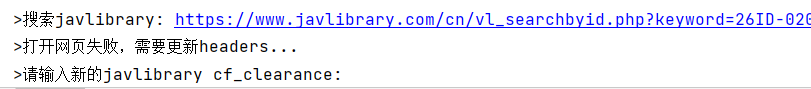 >搜索javlibrary: https://www.javlibrary.com/cn/vl_searchbyid.php?keyword=26ID-020
>打开网页失败，需要更新headers...
>请输入新的javlibrary cf_clearance: